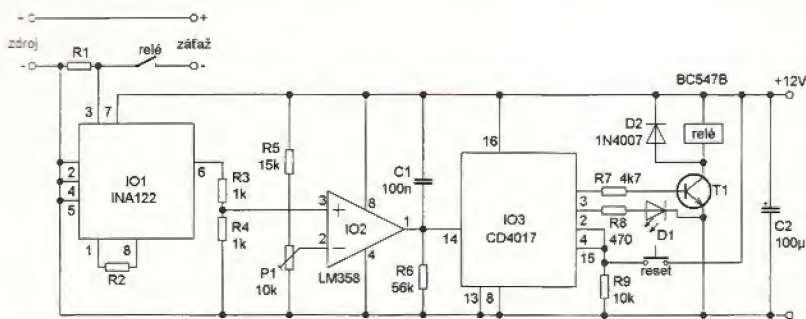 - +
zdroj záťaž
- -
R1
relé
3 7
2
4
5
6
1 8
IO1
INA122
R2
R3
1k
R4
1k
R5
15k
P1
10k
3
+
2
-
8
1
4
IO2
LM358
C1
100n
R6
56k
16
14
IO3
CD4017
13 8
3
2
4
15
R7 4k7
R8
470
D1
reset
R9
10k
D2
1N4007
BC547B
relé
T1
+12V
+
C2
100µ